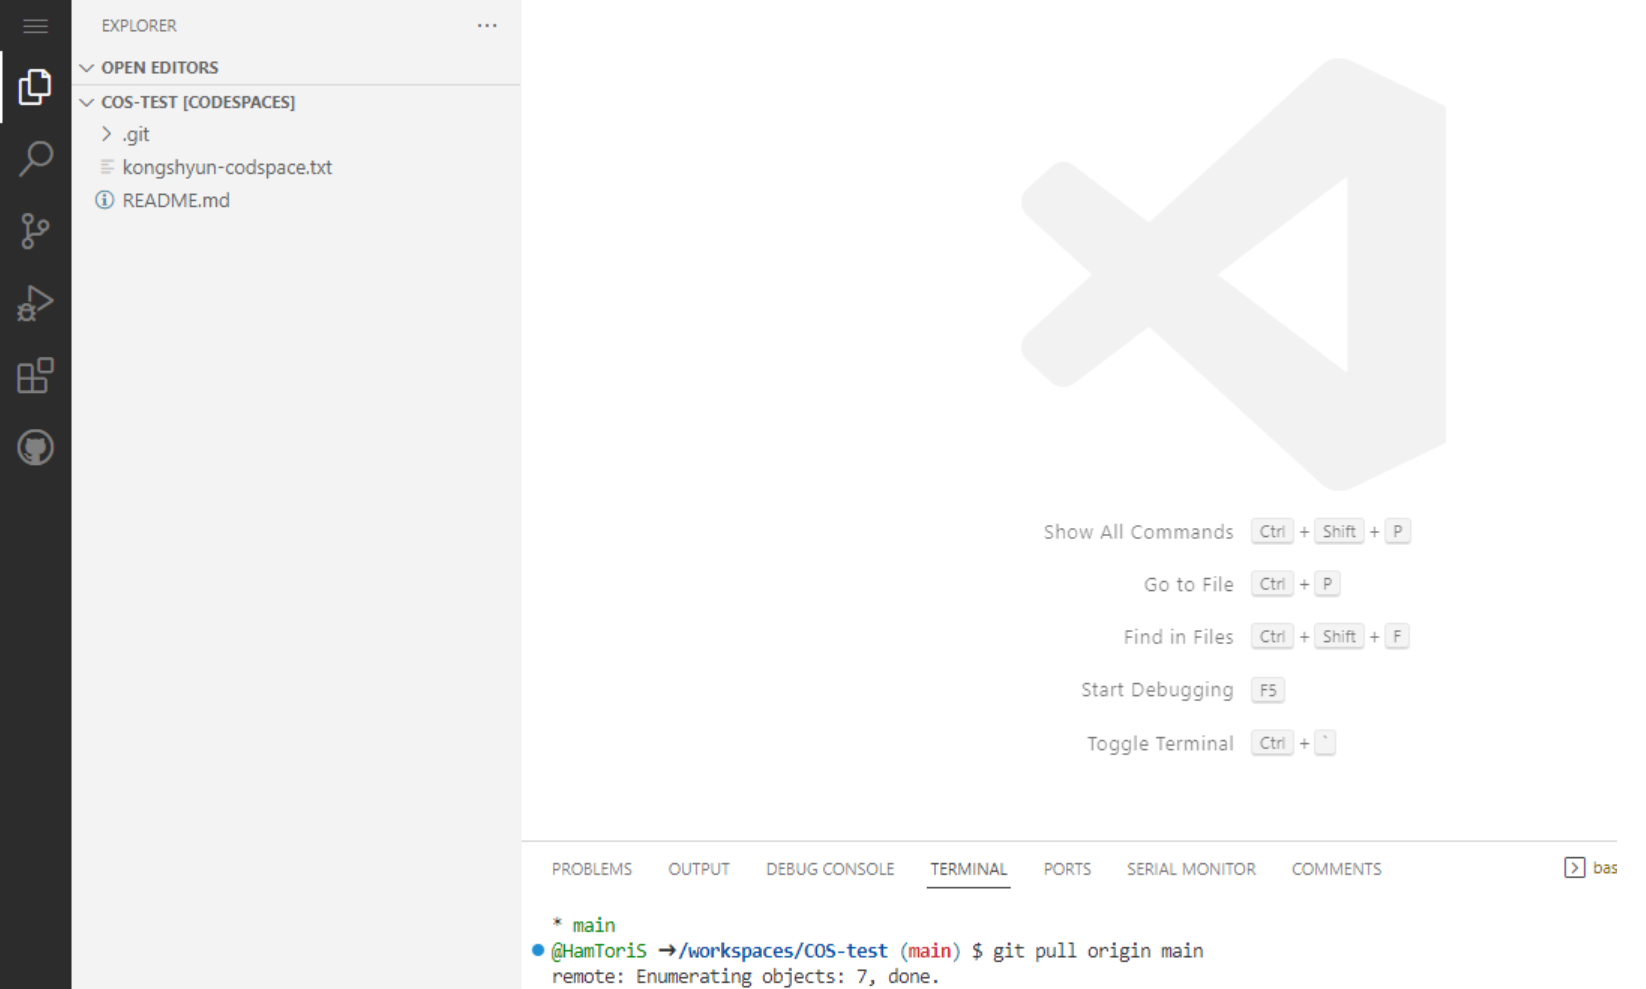 EXPLORER
OPEN EDITORS
COS-TEST [CODESPACES]
.git
kongshyun-codspace.txt
README.md
Show All Commands Ctrl + Shift + P
Go to File Ctrl + P
Find in Files Ctrl + Shift + F
Start Debugging F5
Toggle Terminal Ctrl + `
PROBLEMS OUTPUT DEBUG CONSOLE TERMINAL PORTS SERIAL MONITOR COMMENTS bas
* main
@HamToriS ➜/workspaces/COS-test (main) $ git pull origin main
remote: Enumerating objects: 7, done.